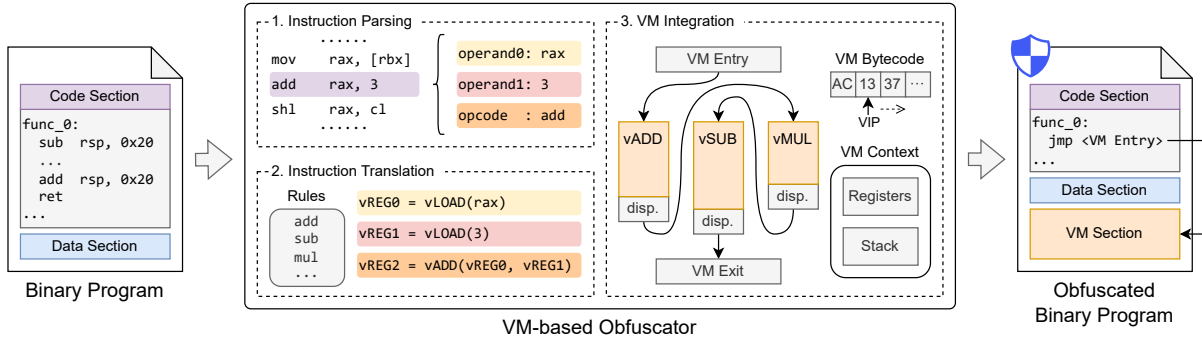 Code Section
func_0:
sub rsp, 0x20
...
add rsp, 0x20
ret
...
Data Section
Binary Program
1. Instruction Parsing
......
mov rax, [rbx]
add rax, 3
shl rax, cl
......
operand0: rax
operand1: 3
opcode : add
2. Instruction Translation
Rules
add
sub
mul
...
vREG0 = vLOAD(rax)
vREG1 = vLOAD(3)
vREG2 = vADD(vREG0, vREG1)
3. VM Integration
VM Entry
vADD
disp.
vSUB
disp.
vMUL
disp.
VM Exit
VM Bytecode
AC 13 37 ...
VIP
VM Context
Registers
Stack
VM-based Obfuscator
Code Section
func_0:
jmp <VM Entry>
...
Data Section
VM Section
Obfuscated
Binary Program